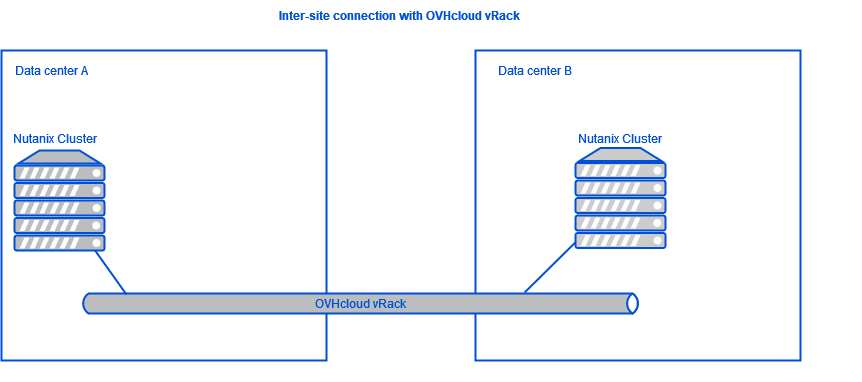 Inter-site connection with OVHcloud vRack
Data center A
Data center B
Nutanix Cluster
Nutanix Cluster
OVHcloud vRack